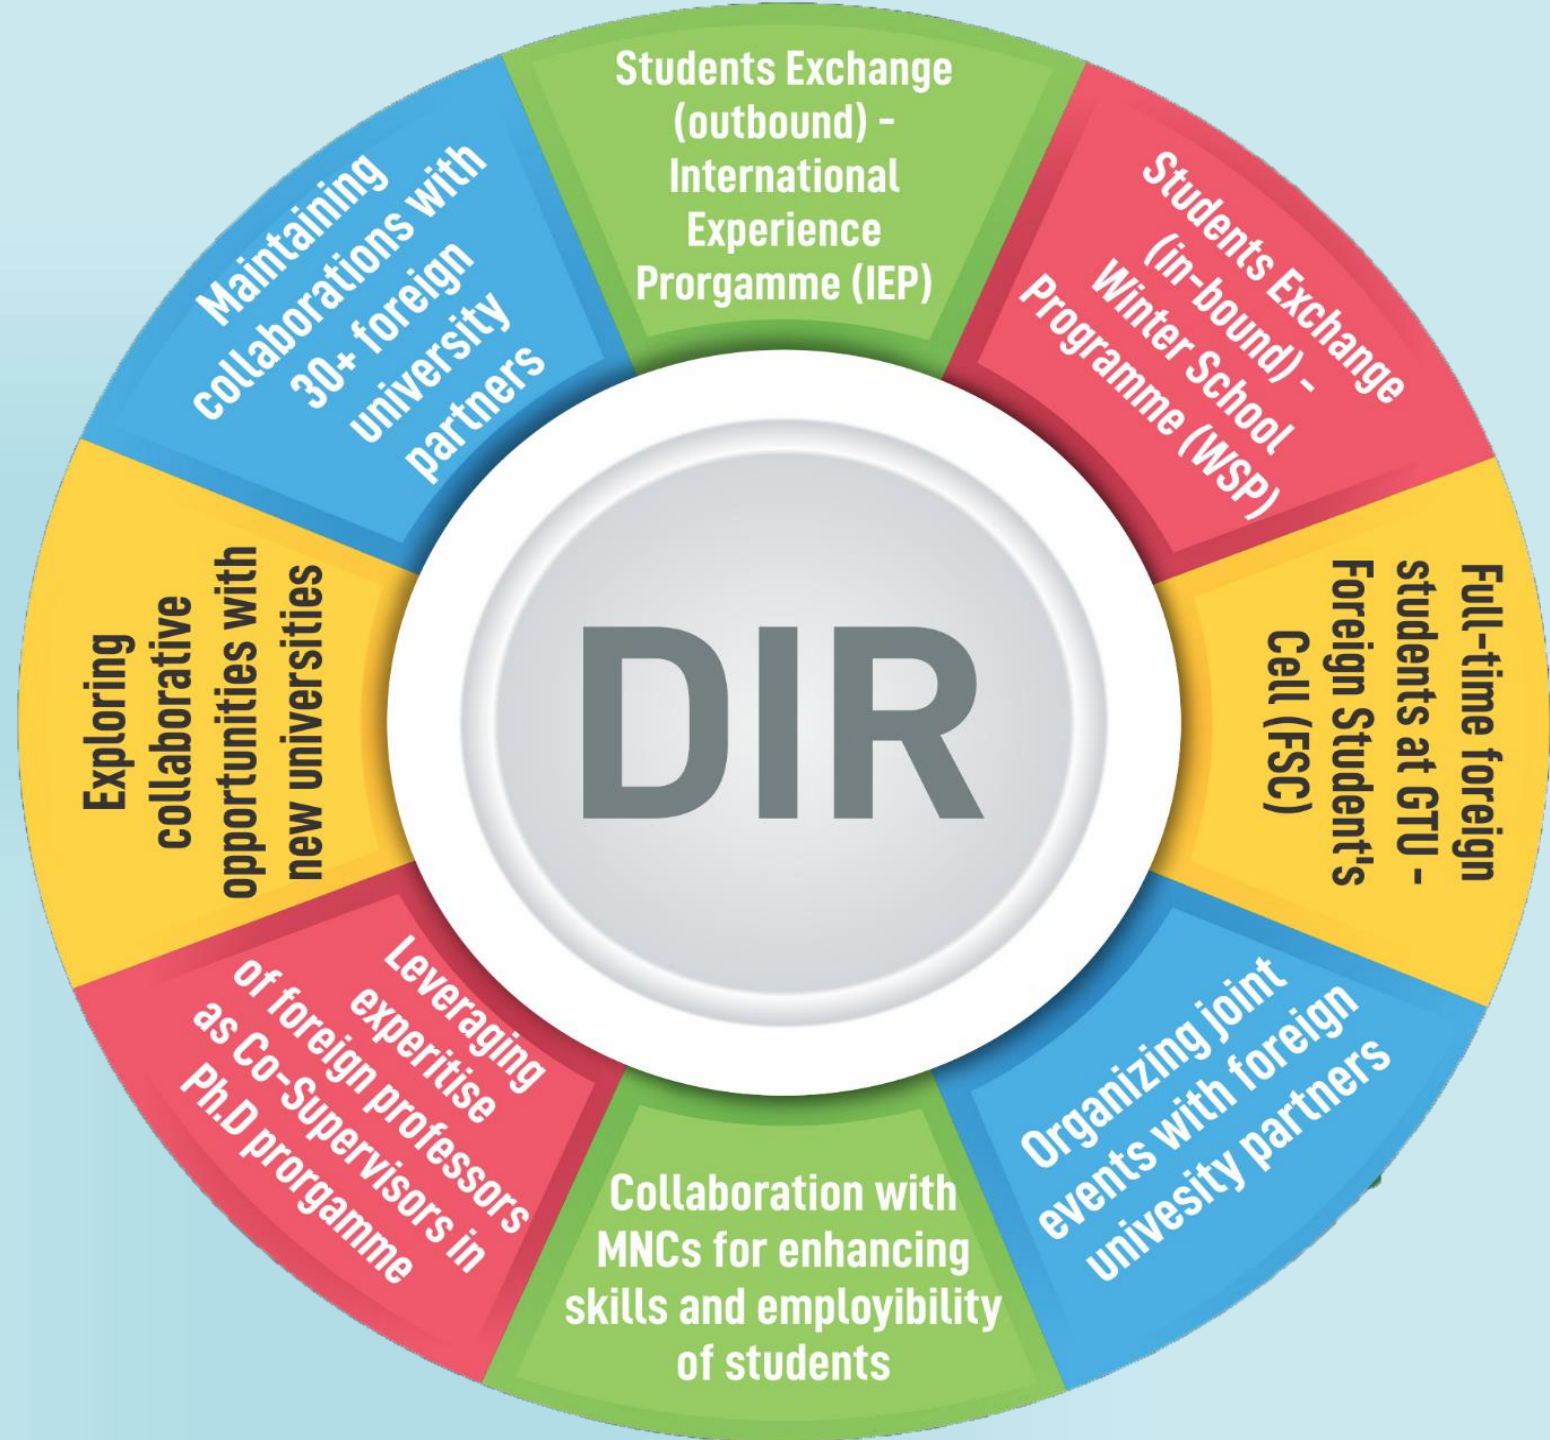 Students Exchange
(outbound) -
International
Experience
Prorgamme (IEP)
Students Exchange
(in-bound) -
Winter School
Programme (WSP)
Full-time foreign
students at GTU -
Foreign Student's
Cell (FSC)
Organizing joint
events with foreign
univesity partners
Collaboration with
MNCs for enhancing
skills and employibility
of students
Leveraging
experitise
of foreign professors
as Co-Supervisors in
Ph.D prorgamme
Exploring
collaborative
opportunities with
new universities
Maintaining
collaborations with
30+ foreign
university
partners
DIR